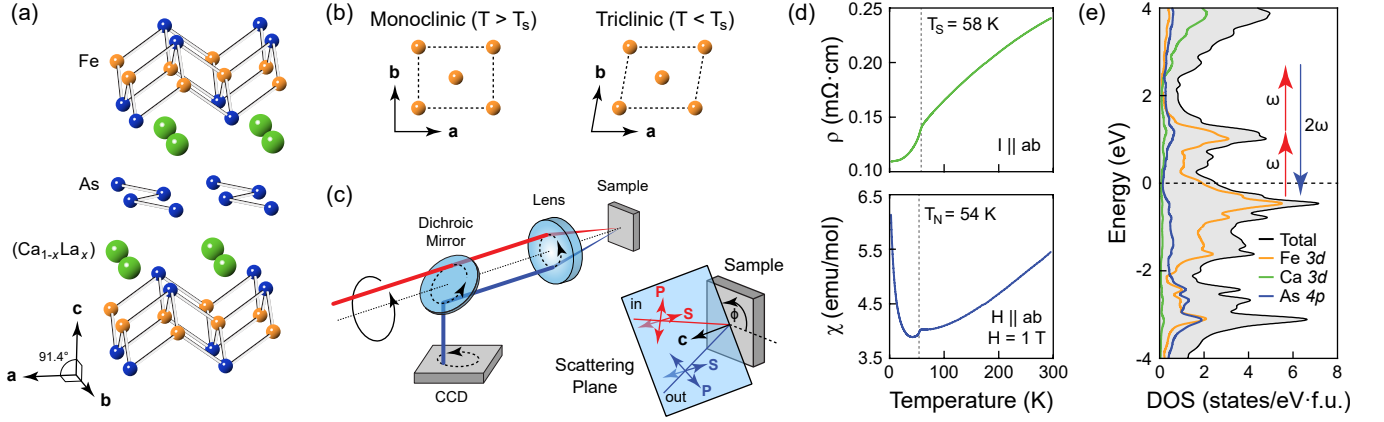 (a)
Fe
As
(Ca1-xLax)
c
91.4°
a
b
(b)
Monoclinic (T > Ts)
Triclinic (T < Ts)
b
a
b
a
(c)
Sample
Lens
Dichroic
Mirror
CCD
Sample
in
P
S
ϕ
c
S
P
out
Scattering
Plane
(d)
0.25
0.20
0.15
0.10
ρ (mΩ·cm)
TS = 58 K
I || ab
6.5
5.5
4.5
3.5
χ (emu/mol)
TN = 54 K
H || ab
H = 1 T
0
100
200
300
Temperature (K)
(e)
4
2
0
-2
-4
Energy (eV)
ω
ω
2ω
Total
Fe 3d
Ca 3d
As 4p
0
2
4
6
8
DOS (states/eV·f.u.)